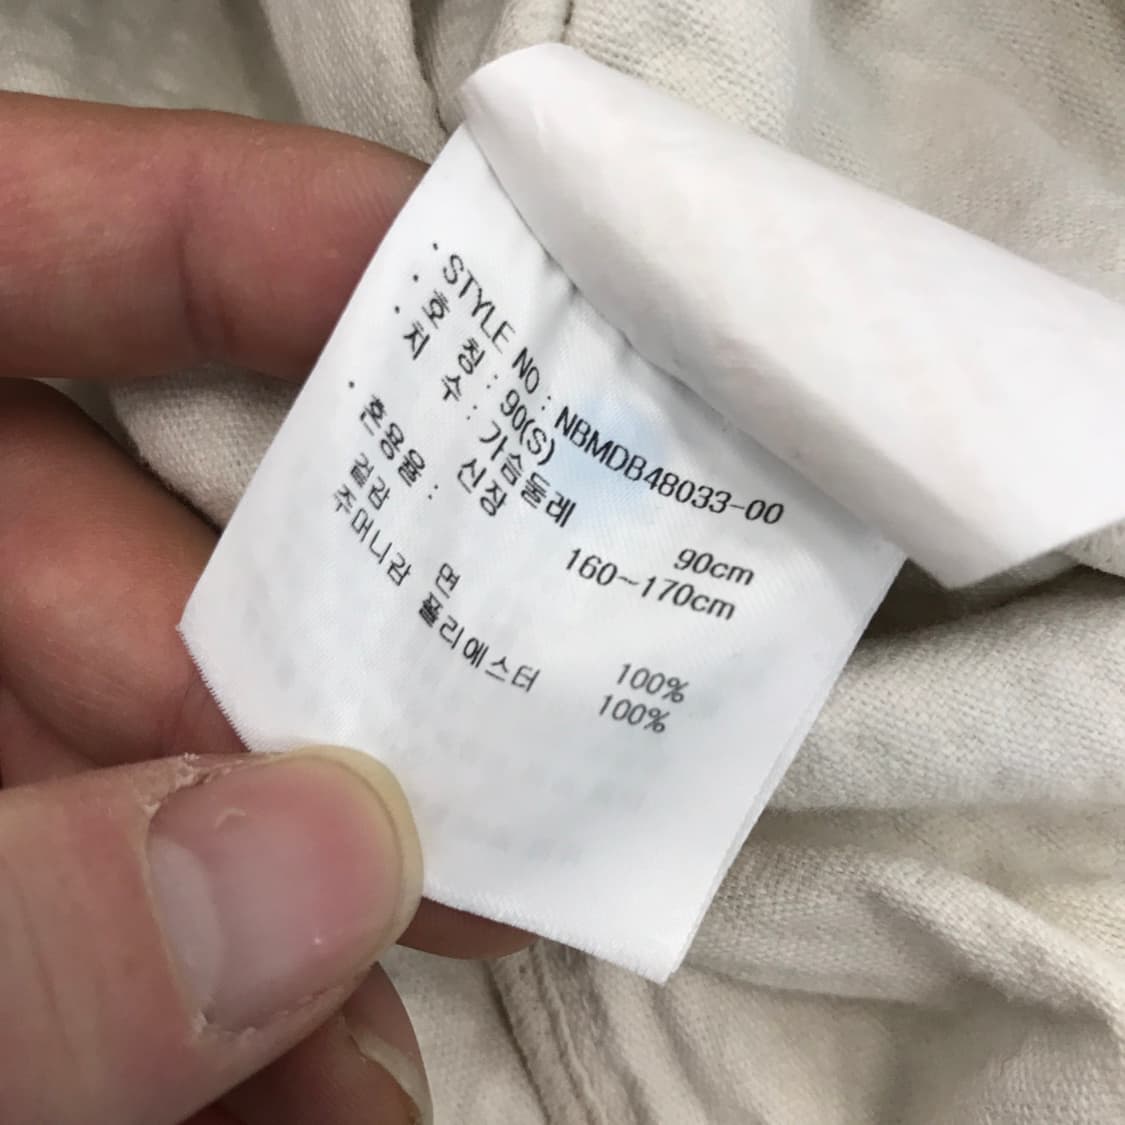 · STYLE NO : NBMDB48033-00
· 호 칭 : 90(S)
· 치 수 : 가슴둘레 90cm
신장 160~170cm
· 혼용율 :
겉감 면 100%
주머니감 폴리에스터 100%